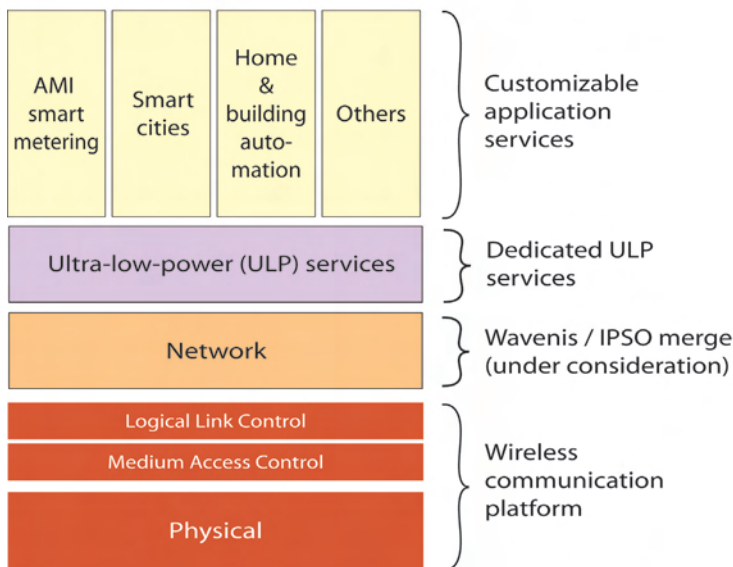 AMI
smart
metering
Smart
cities
Home
&
building
auto-
mation
Others
Customizable
application
services
Ultra-low-power (ULP) services
Dedicated ULP
services
Network
Wavenis / IPSO merge
(under consideration)
Logical Link Control
Medium Access Control
Physical
Wireless
communication
platform